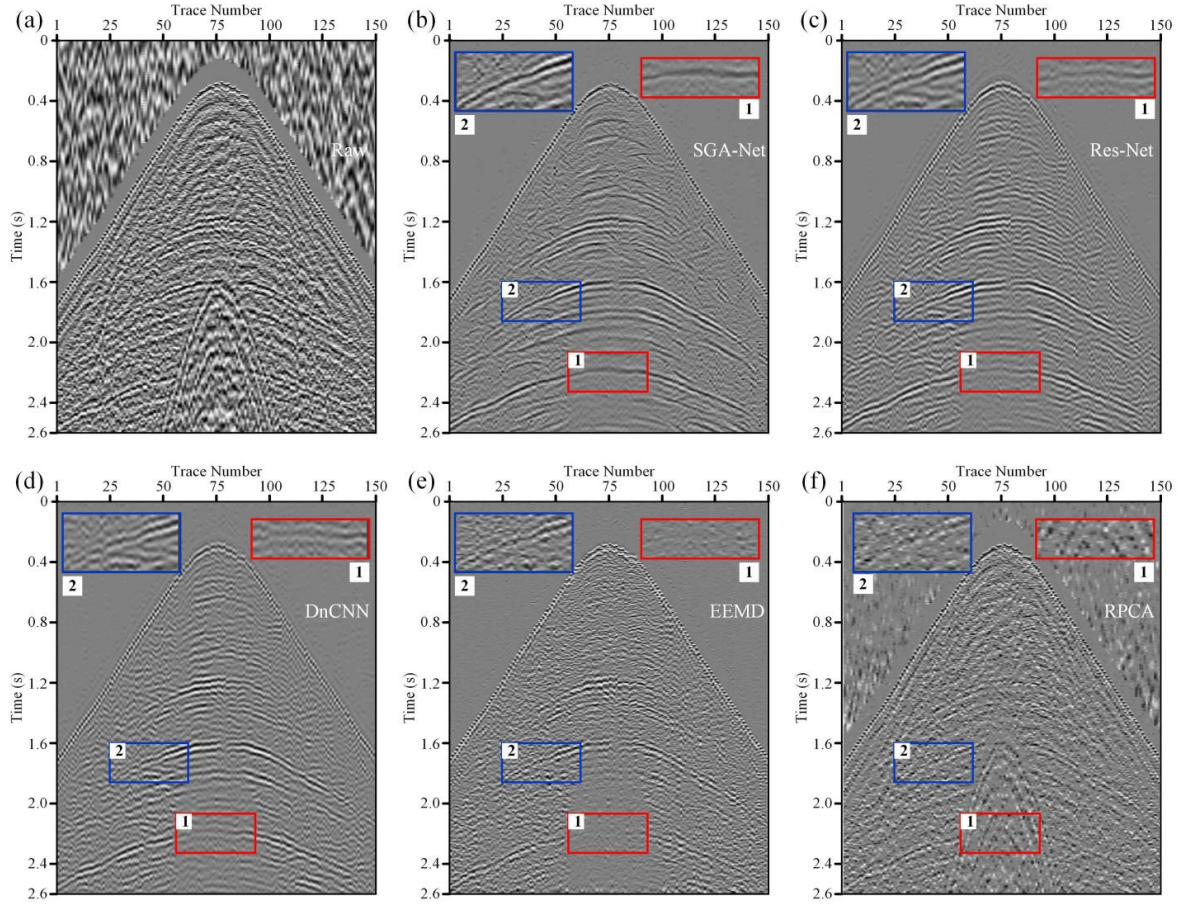 (a) Trace Number
1 25 50 75 100 125 150
0
0.4
0.8
1.2
1.6
2.0
2.4
2.6
Time (s)
Raw
(b) Trace Number
1 25 50 75 100 125 150
0
0.4
0.8
1.2
1.6
2.0
2.4
2.6
Time (s)
2
1
SGA-Net
2
1
(c) Trace Number
1 25 50 75 100 125 150
0
0.4
0.8
1.2
1.6
2.0
2.4
2.6
Time (s)
2
1
Res-Net
2
1
(d) Trace Number
1 25 50 75 100 125 150
0
0.4
0.8
1.2
1.6
2.0
2.4
2.6
Time (s)
2
1
DnCNN
2
1
(e) Trace Number
1 25 50 75 100 125 150
0
0.4
0.8
1.2
1.6
2.0
2.4
2.6
Time (s)
2
1
EEMD
2
1
(f) Trace Number
1 25 50 75 100 125 150
0
0.4
0.8
1.2
1.6
2.0
2.4
2.6
Time (s)
2
1
RPCA
2
1